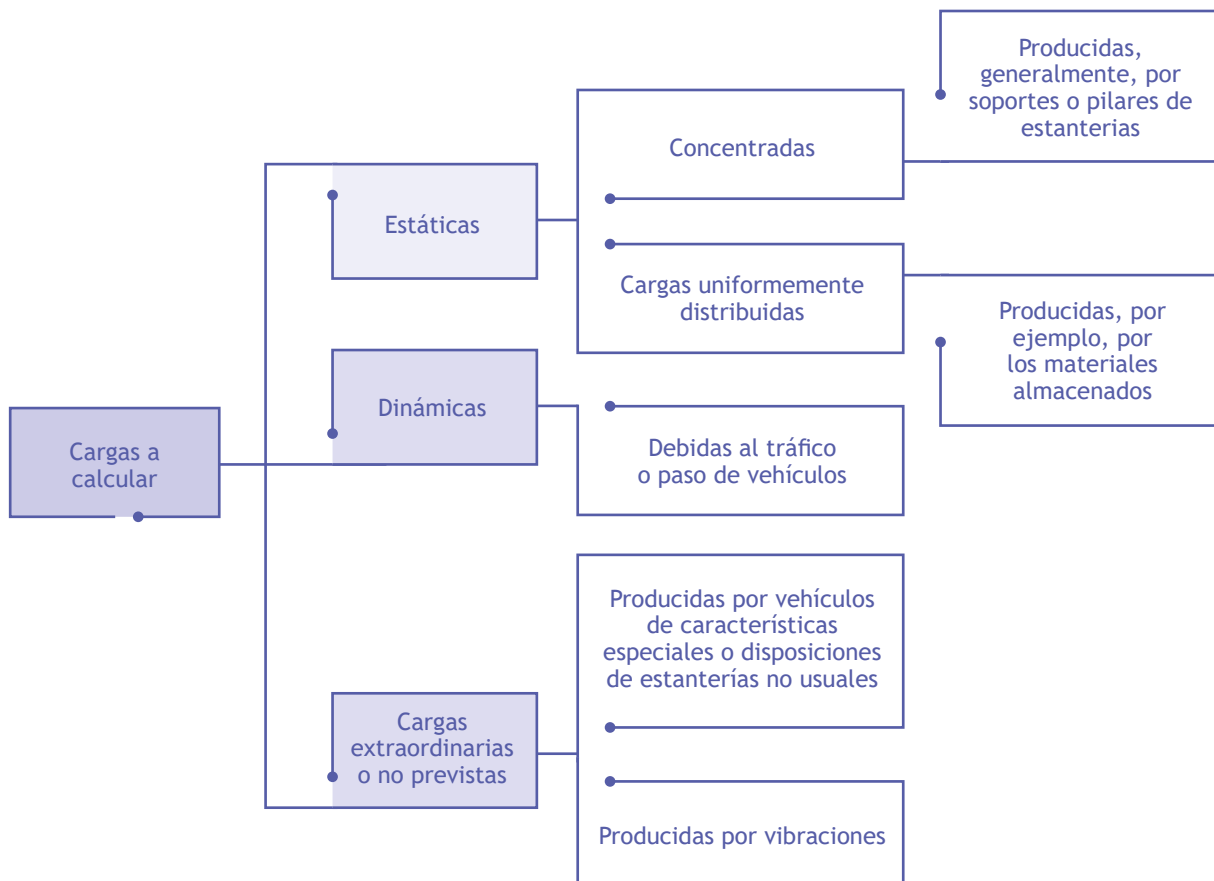 Cargas a
calcular
Estáticas
Concentradas
Producidas,
generalmente, por
soportes o pilares de
estanterias
Cargas uniformemente
distribuidas
Producidas, por
ejemplo, por
los materiales
almacenados
Dinámicas
Debidas al tráfico
o paso de vehículos
Cargas
extraordinarias
o no previstas
Producidas por vehículos
de características
especiales o disposiciones
de estanterías no usuales
Producidas por vibraciones